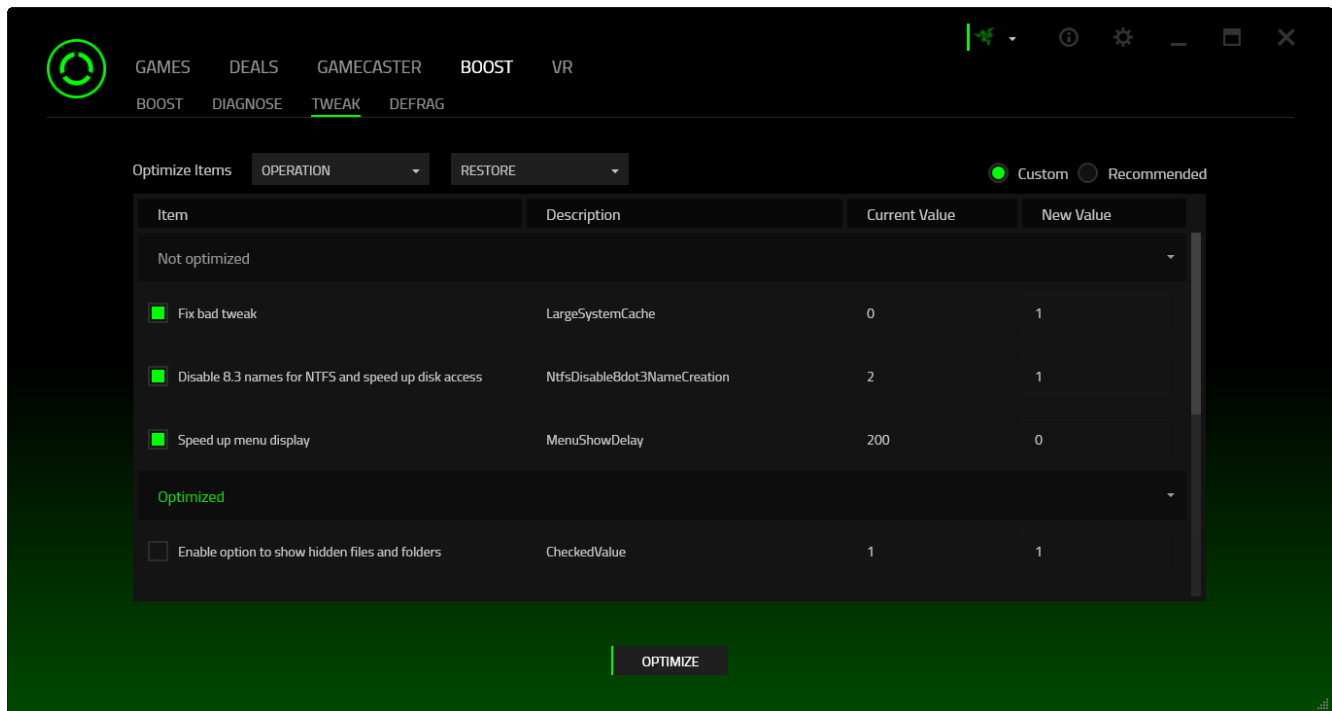 GAMES DEALS GAMECASTER BOOST VR
BOOST DIAGNOSE TWEAK DEFRAG
Optimize Items OPERATION RESTORE Custom Recommended
Item Description Current Value New Value
Not optimized
Fix bad tweak LargeSystemCache 0 1
Disable 8.3 names for NTFS and speed up disk access NtfsDisable8dot3NameCreation 2 1
Speed up menu display MenuShowDelay 200 0
Optimized
Enable option to show hidden files and folders CheckedValue 1 1
OPTIMIZE